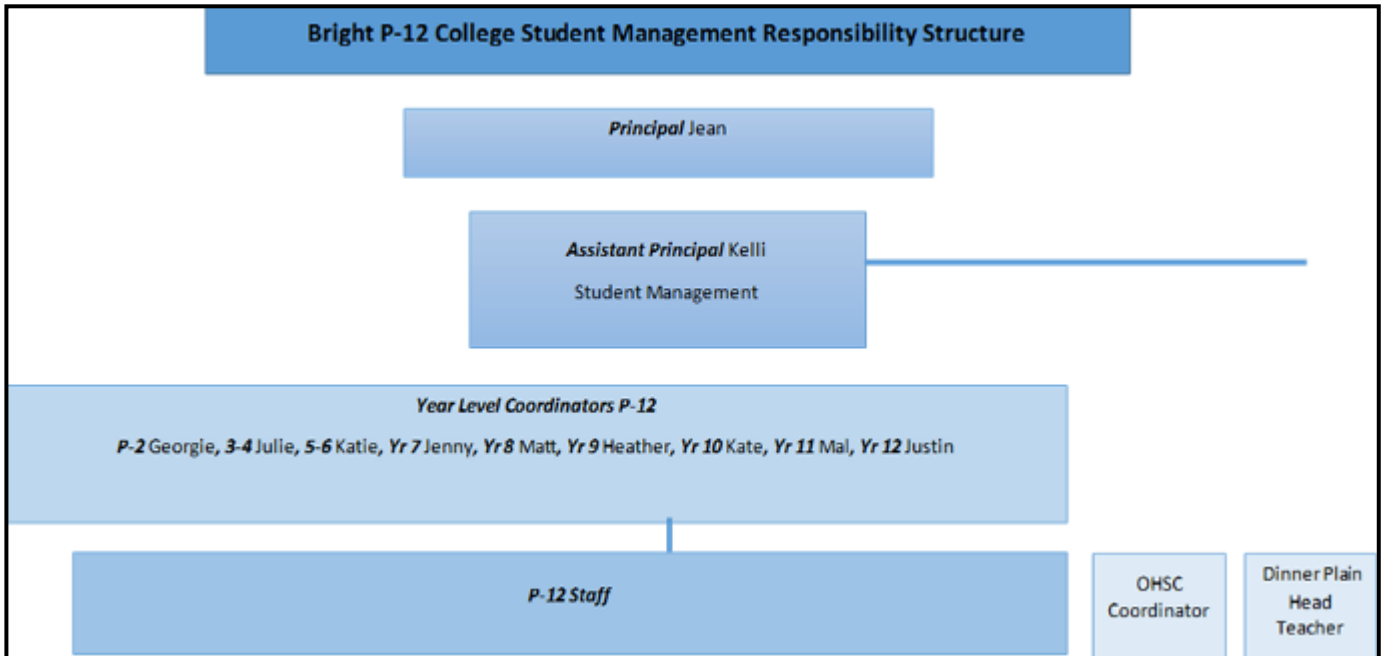 Bright P-12 College Student Management Responsibility Structure
Principal Jean
Assistant Principal Kelli
Student Management
Year Level Coordinators P-12
P-2 Georgie, 3-4 Julie, 5-6 Katie, Yr 7 Jenny, Yr 8 Matt, Yr 9 Heather, Yr 10 Kate, Yr 11 Mal, Yr 12 Justin
P-12 Staff
OHSC
Coordinator
Dinner Plain
Head
Teacher